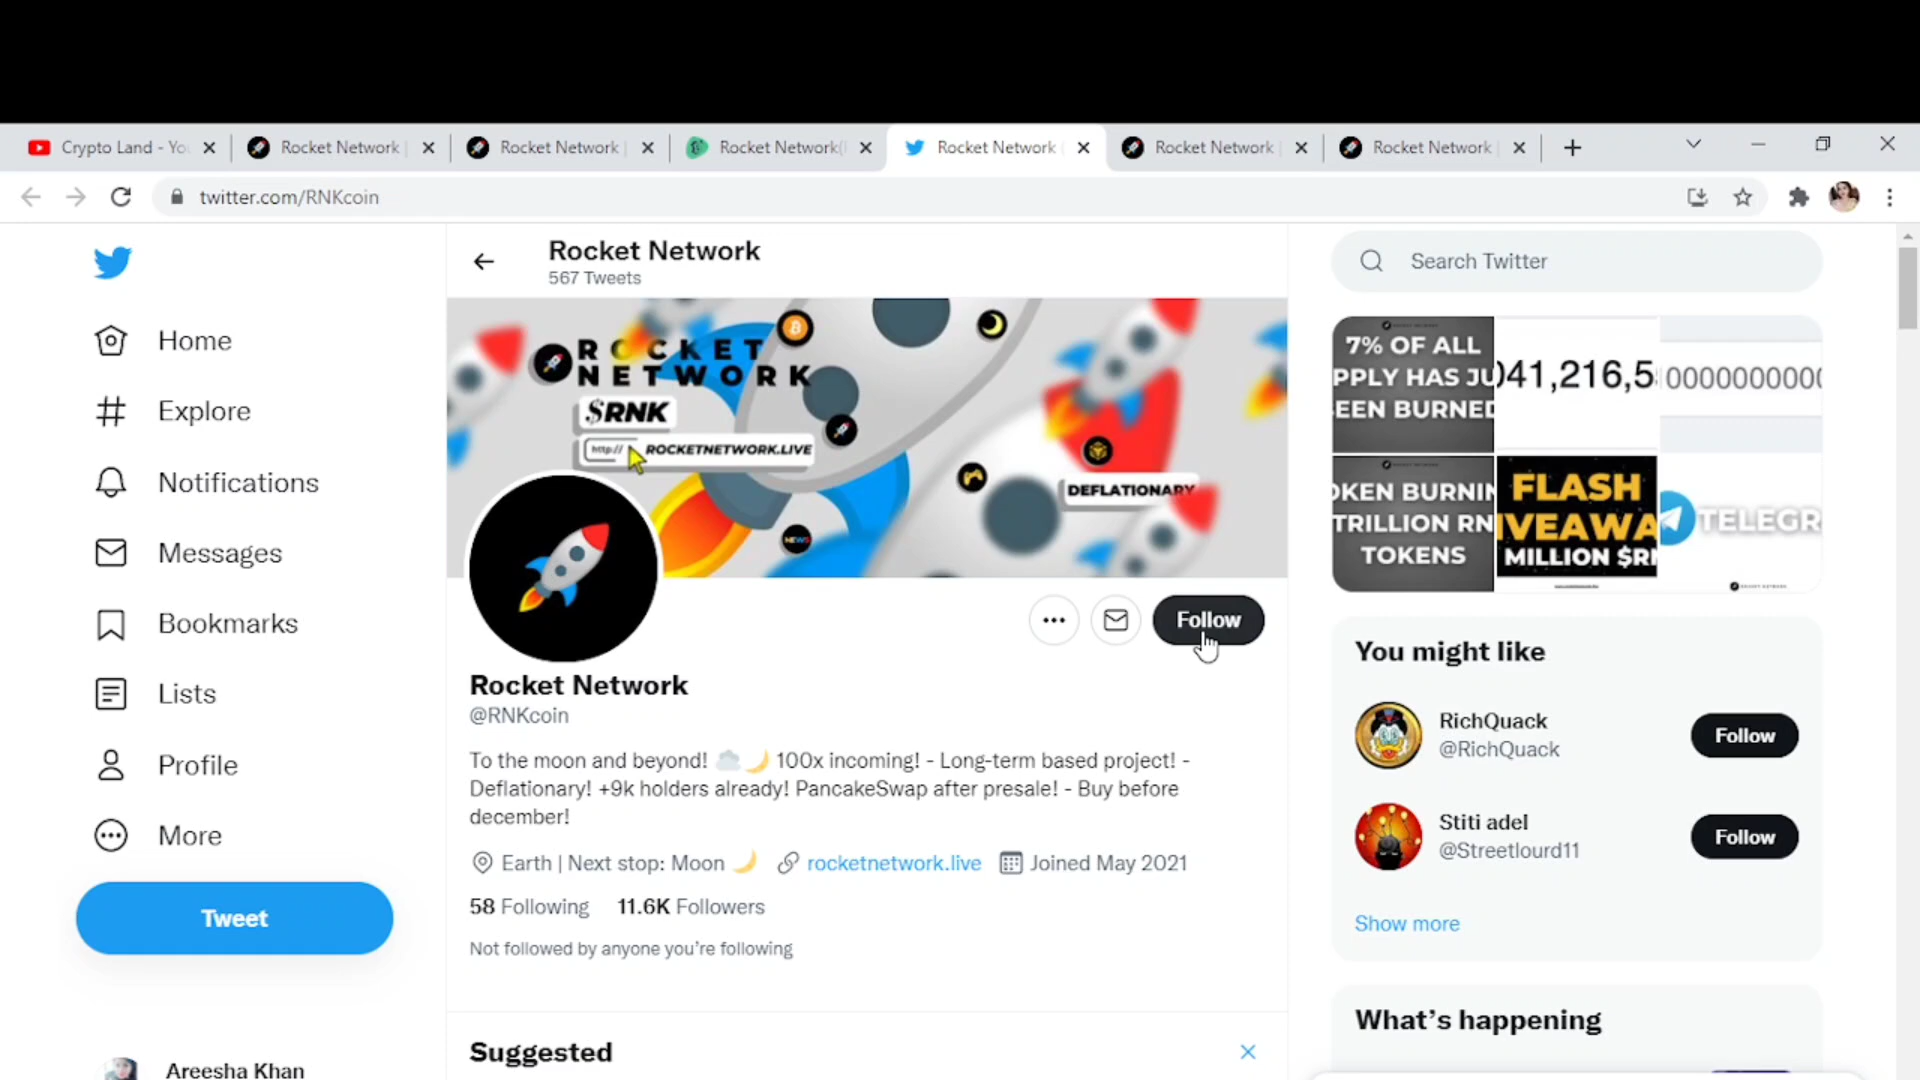 Crypto Land - Yo
Rocket Network |
Rocket Network |
Rocket Network(
Rocket Network (
Rocket Network |
Rocket Network |
twitter.com/RNKcoin
Rocket Network
567 Tweets
Search Twitter
Home
Explore
Notifications
Messages
Bookmarks
Lists
Profile
More
Tweet
Areesha Khan
ROCKET
NETWORK
$RNK
http:// ROCKETNETWORK.LIVE
DEFLATIONARY
NEWS
Follow
Rocket Network
@RNKcoin
To the moon and beyond! ☁️🌙 100x incoming! - Long-term based project! -
Deflationary! +9k holders already! PancakeSwap after presale! - Buy before
december!
Earth | Next stop: Moon 🌙 rocketnetwork.live Joined May 2021
58 Following 11.6K Followers
Not followed by anyone you’re following
Suggested
7% OF ALL
PPLY HAS JU
EEN BURNED
041,216,5
0000000000
OKEN BURNIN
TRILLION RN
TOKENS
FLASH
IVEAWA
MILLION $R
TELEGR
You might like
RichQuack
@RichQuack
Follow
Stiti adel
@Streetlourd11
Follow
Show more
What’s happening